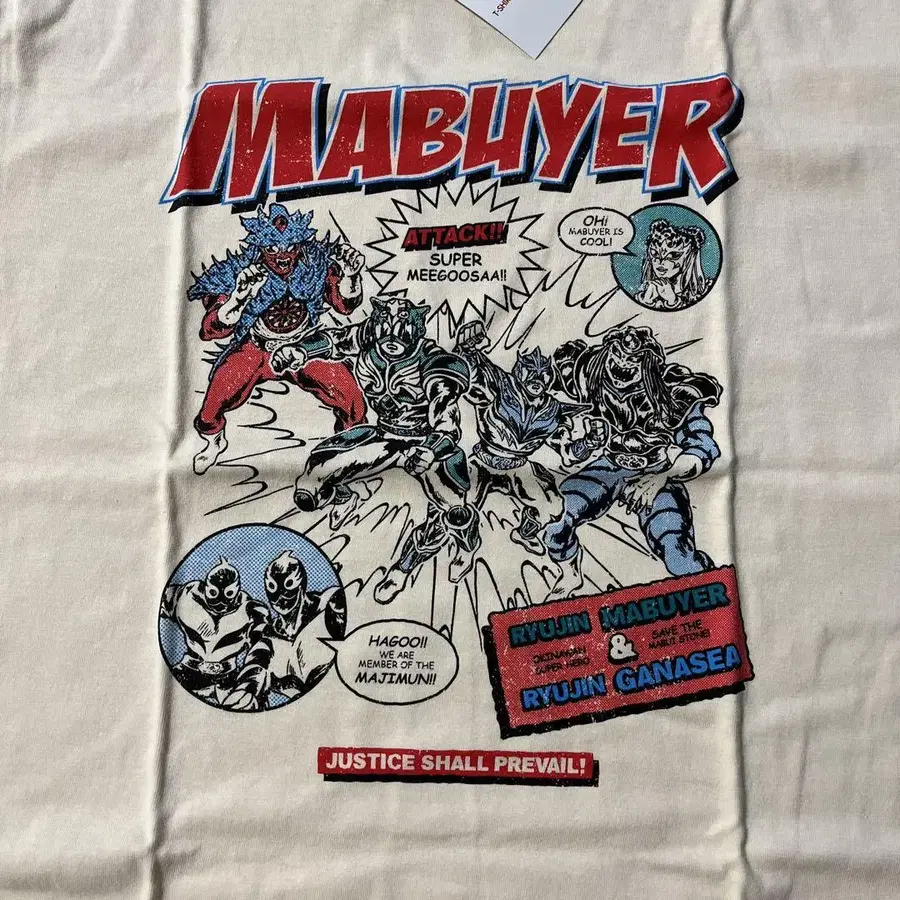 T-SHI
MABUYER
ATTACK!!
SUPER
MEEGOOSAA!!
OH!
MABUYER IS
COOL!
HAGOO!!
WE ARE
MEMBER OF THE
MAJIMUN!!
RYUJIN MABUYER
OKINAWAN
SUPER HERO
&
SAVE THE
MABUI STONE!
RYUJIN GANASEA
JUSTICE SHALL PREVAIL!